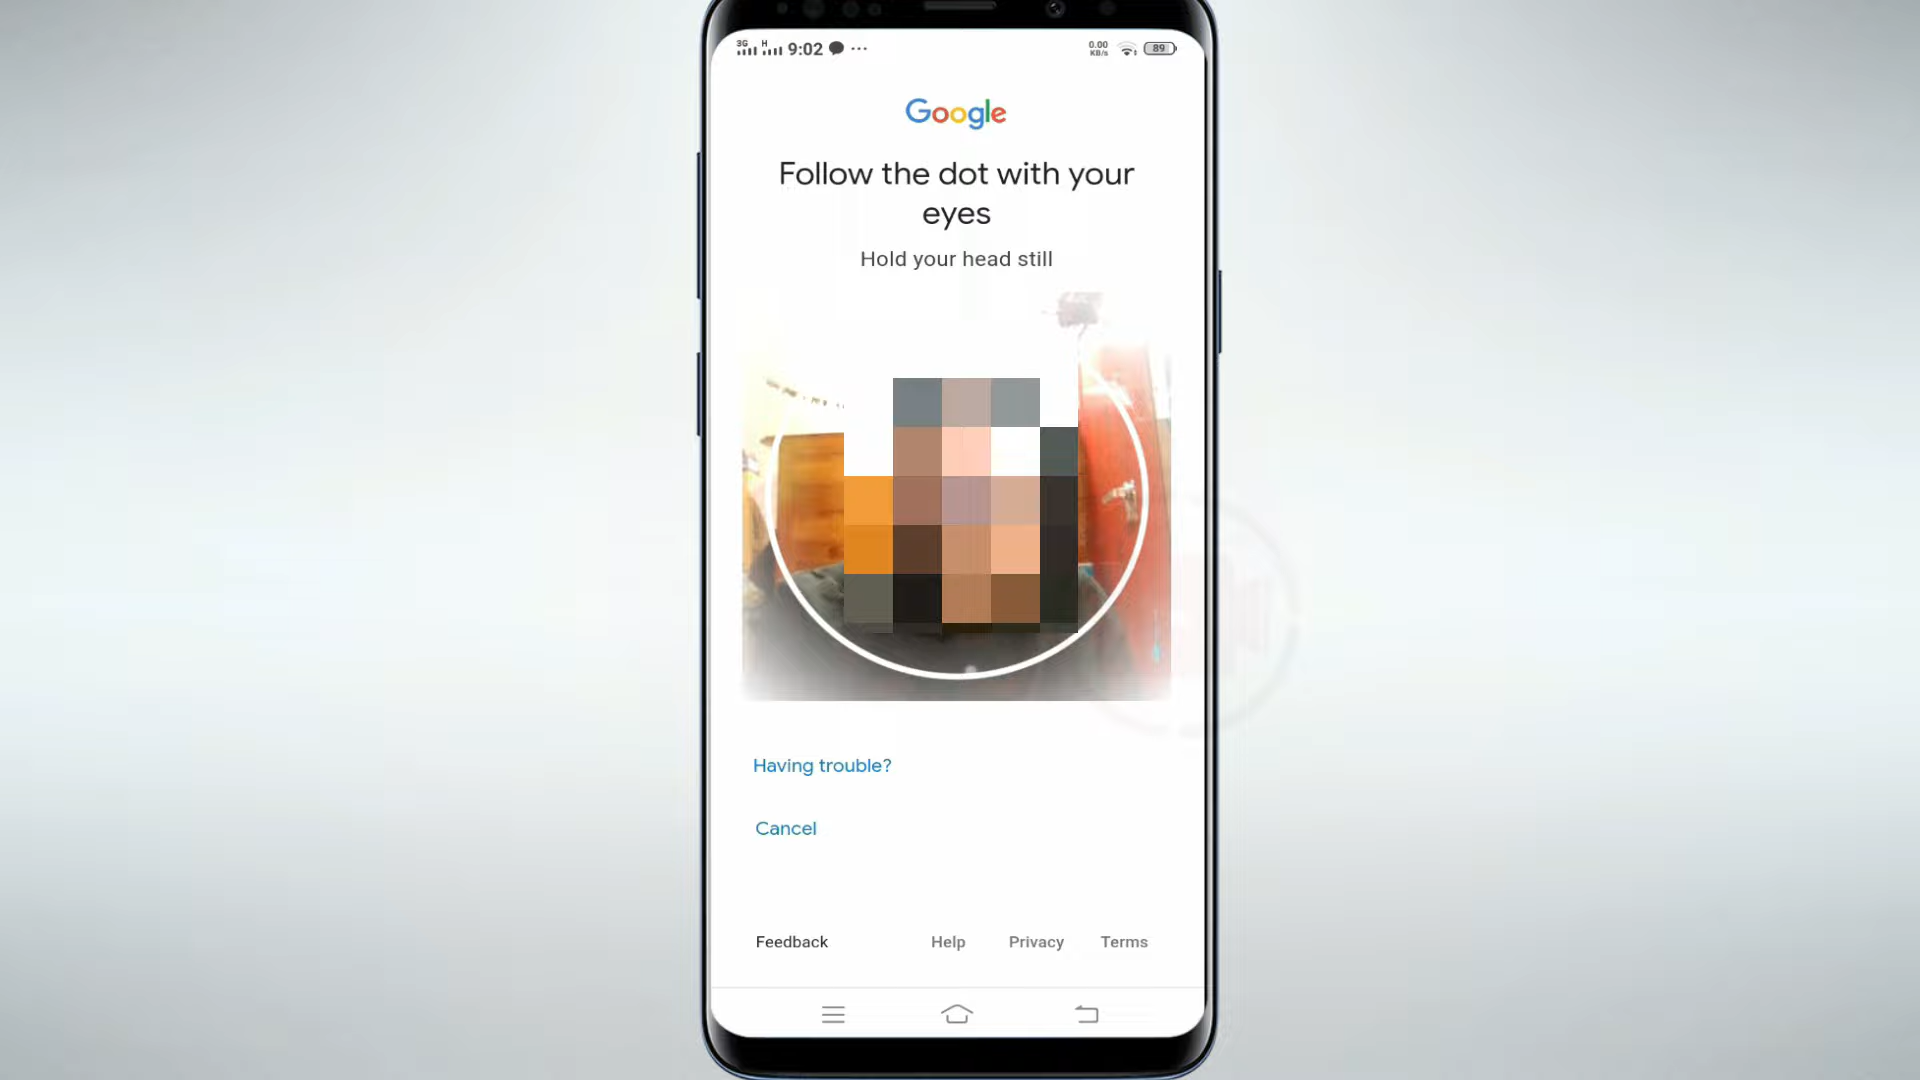 3G H 9:02 ... 0.00 KB/s 89
Google
Follow the dot with your
eyes
Hold your head still
Having trouble?
Cancel
Feedback Help Privacy Terms